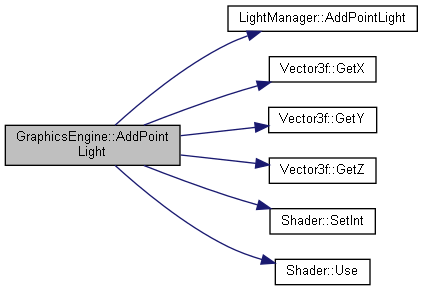 LightManager::AddPointLight
Vector3f::GetX
Vector3f::GetY
GraphicsEngine::AddPoint
Light
Vector3f::GetZ
Shader::SetInt
Shader::Use